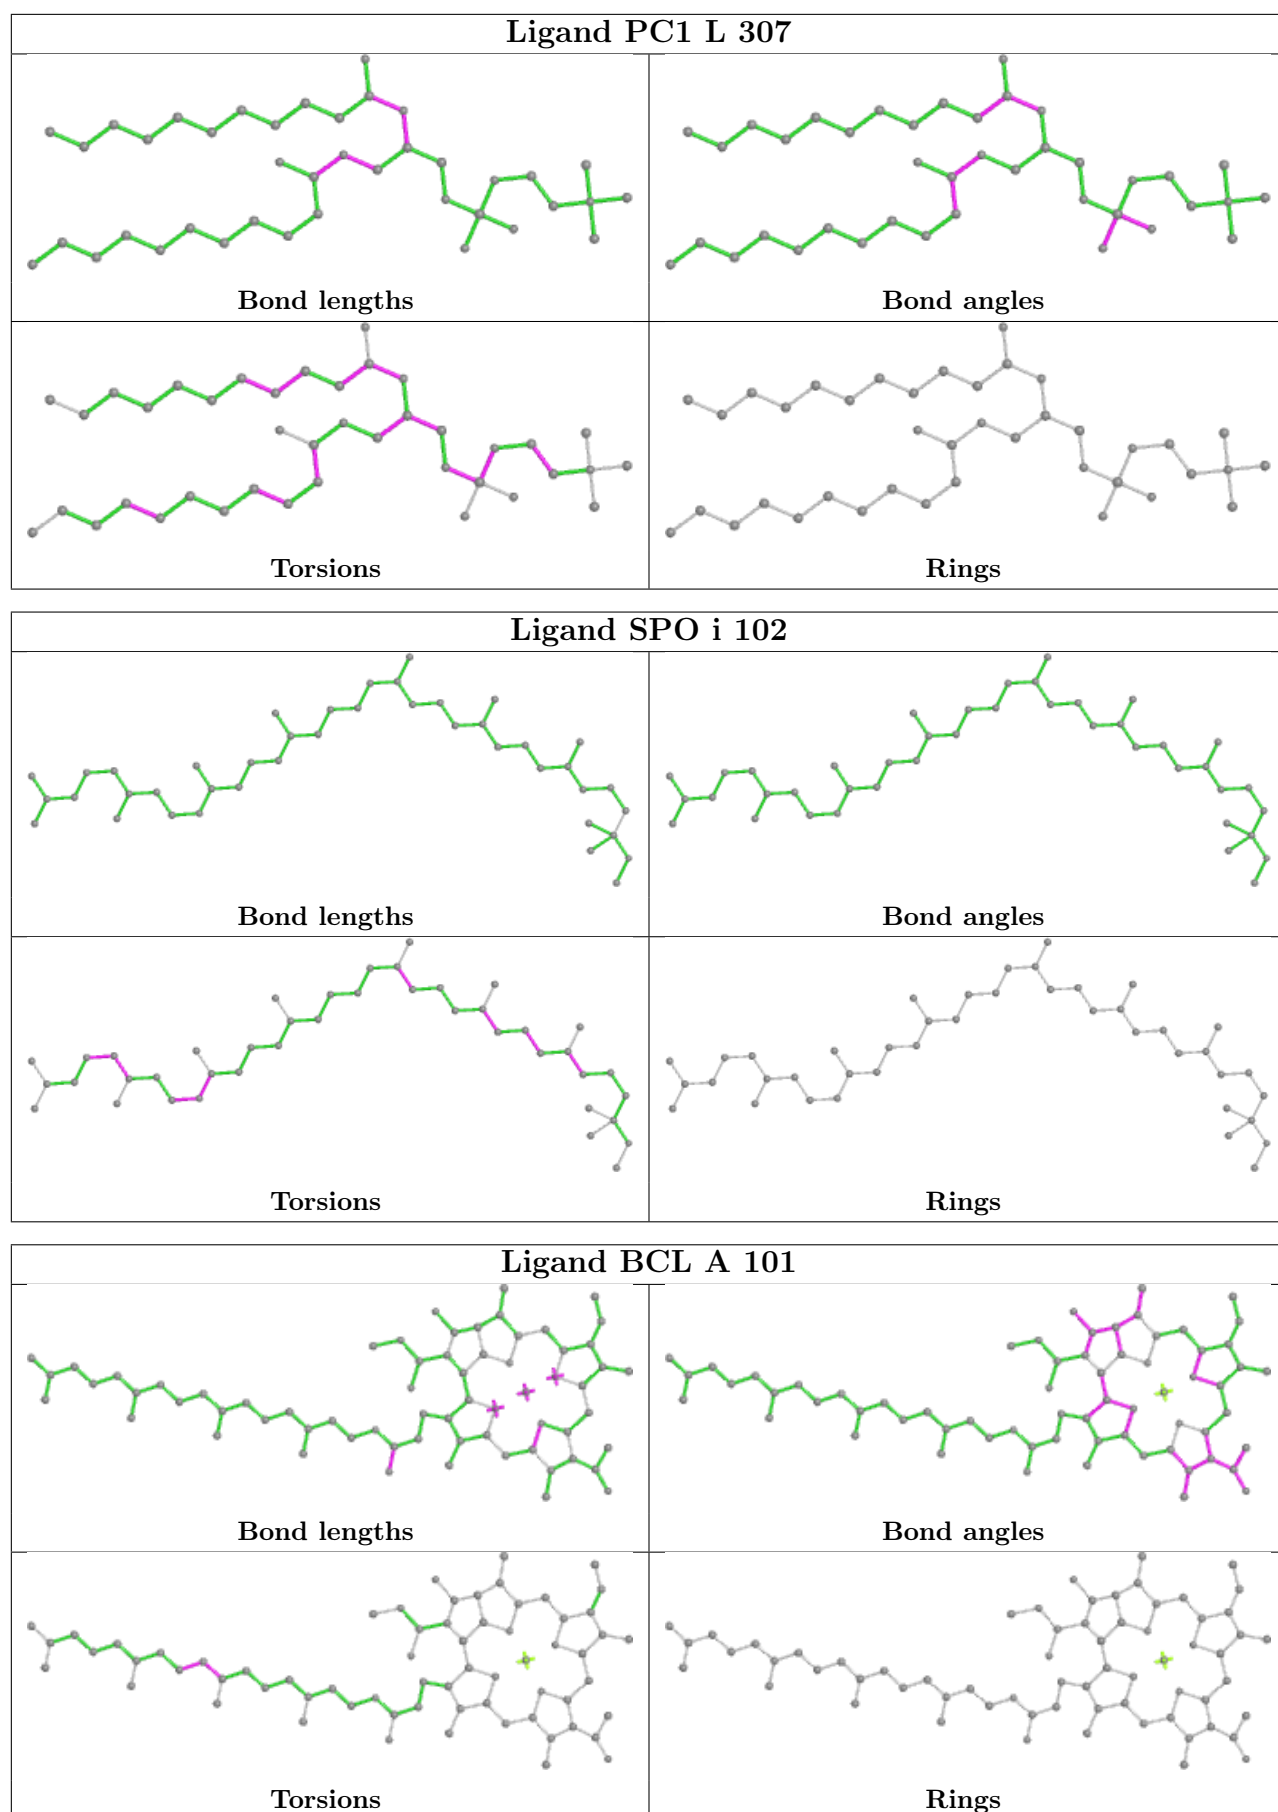 Ligand PC1 L 307
Bond lengths
Bond angles
Torsions
Rings
Ligand SPO i 102
Bond lengths
Bond angles
Torsions
Rings
Ligand BCL A 101
Bond lengths
Bond angles
Torsions
Rings